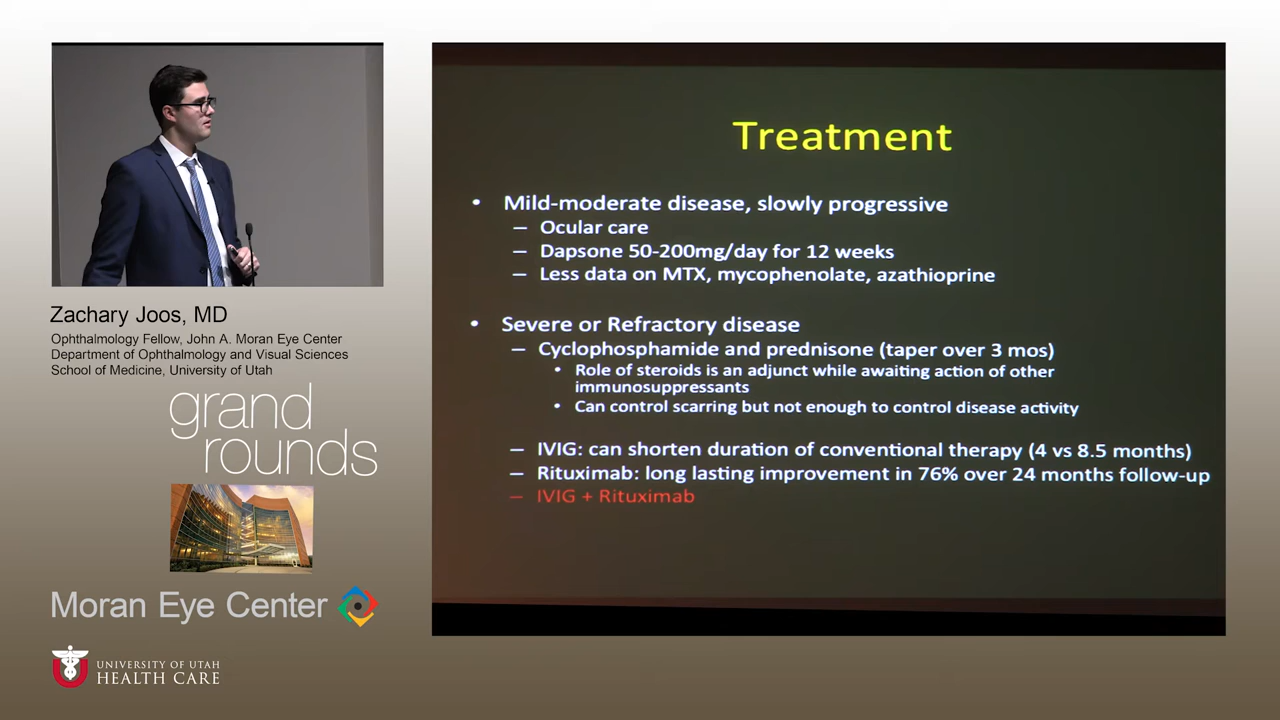 Treatment
• Mild-moderate disease, slowly progressive
– Ocular care
– Dapsone 50-200mg/day for 12 weeks
– Less data on MTX, mycophenolate, azathioprine
• Severe or Refractory disease
– Cyclophosphamide and prednisone (taper over 3 mos)
• Role of steroids is an adjunct while awaiting action of other
immunosuppressants
• Can control scarring but not enough to control disease activity
– IVIG: can shorten duration of conventional therapy (4 vs 8.5 months)
– Rituximab: long lasting improvement in 76% over 24 months follow-up
– IVIG + Rituximab
Zachary Joos, MD
Ophthalmology Fellow, John A. Moran Eye Center
Department of Ophthalmology and Visual Sciences
School of Medicine, University of Utah
grand
rounds
Moran Eye Center
UNIVERSITY OF UTAH
HEALTH CARE